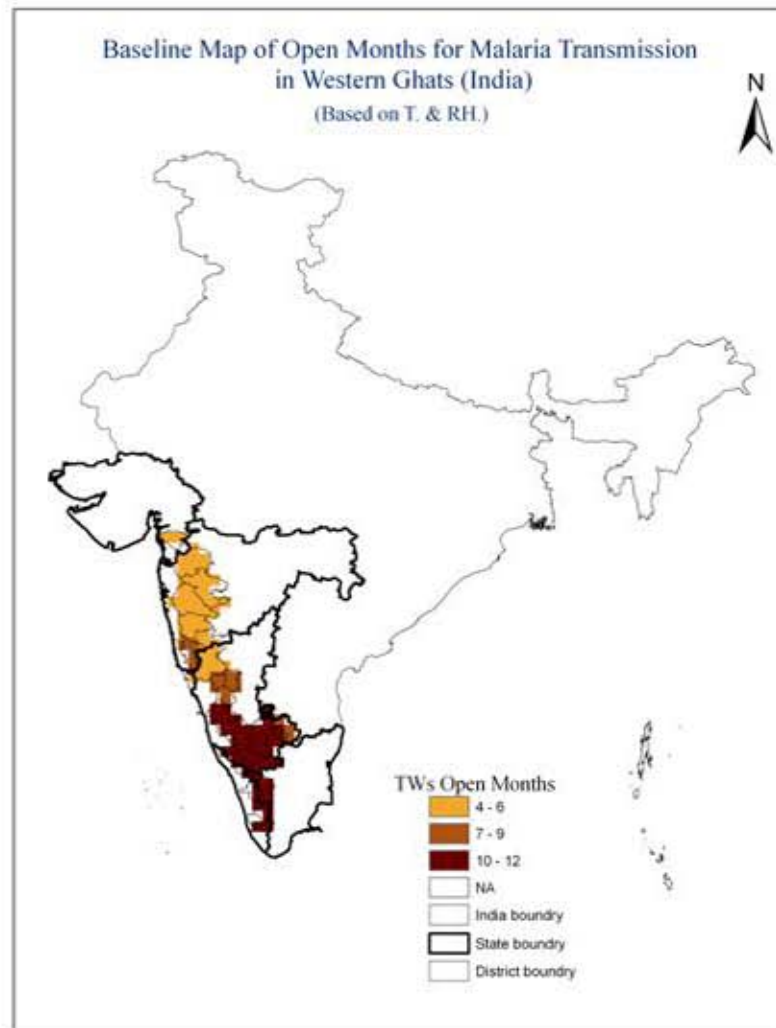 Baseline Map of Open Months for Malaria Transmission
in Western Ghats (India)
(Based on T. & RH.)
N
TWs Open Months
4 - 6
7 - 9
10 - 12
NA
India boundry
State boundry
District boundry